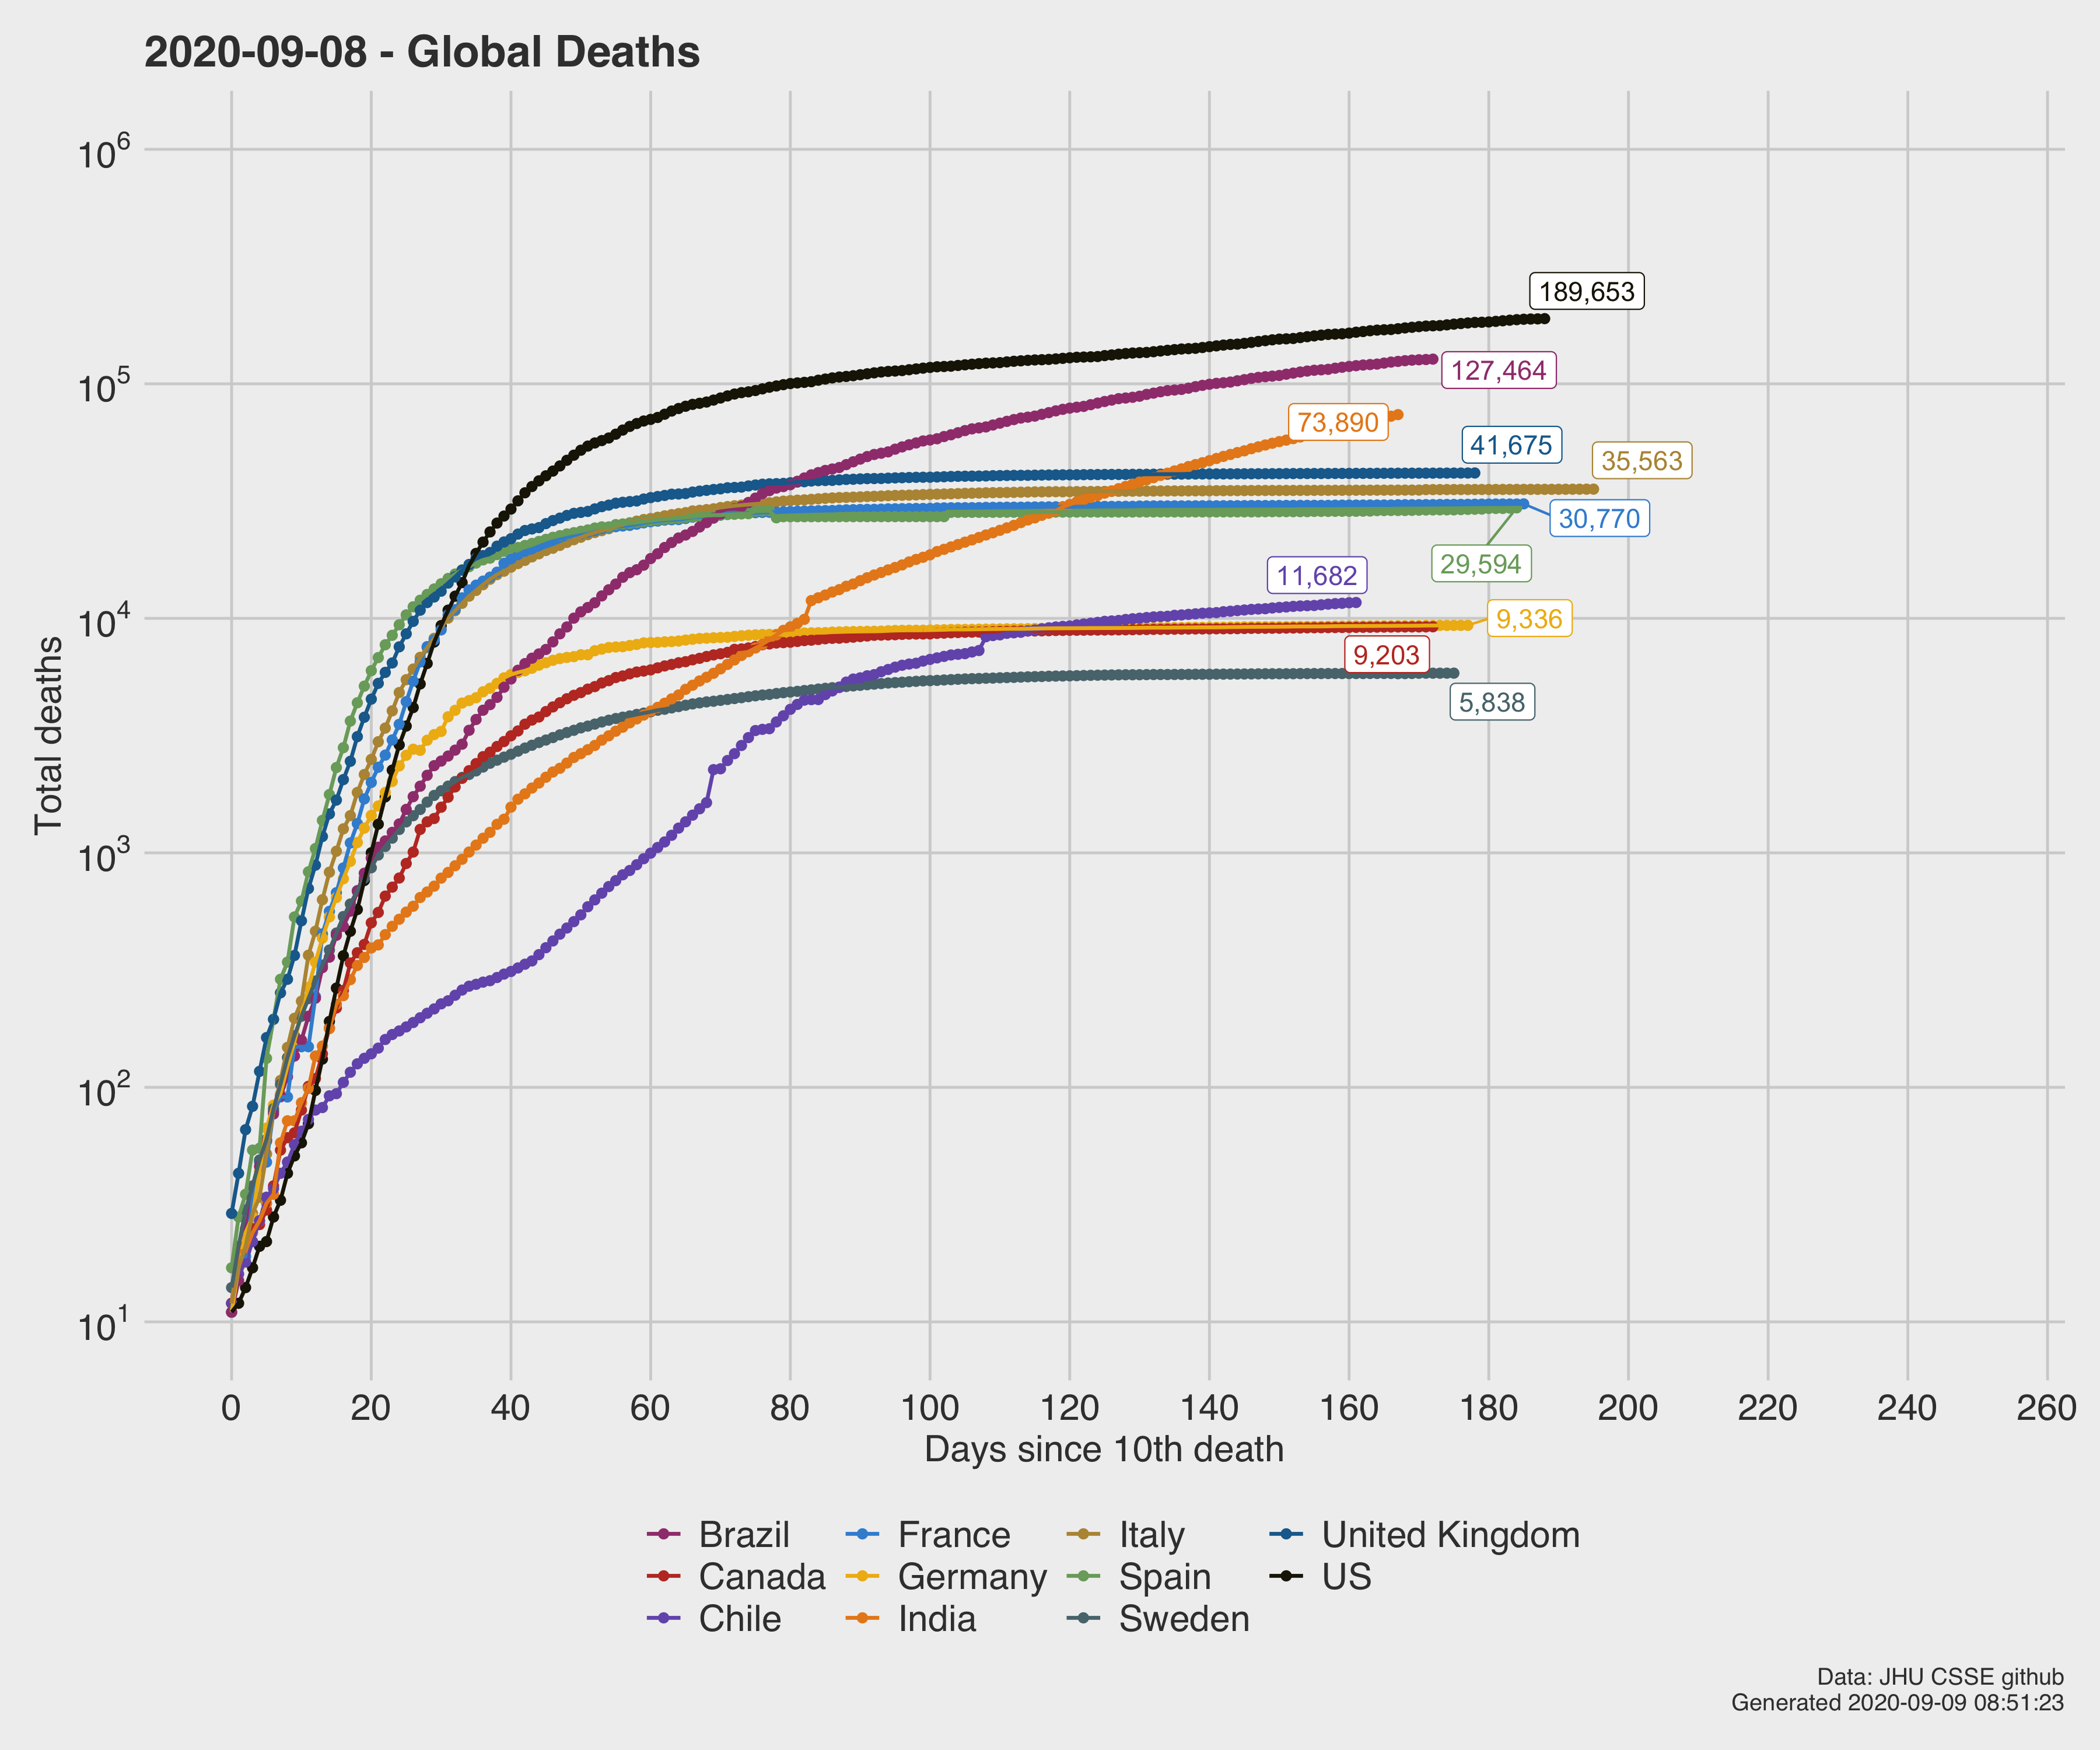 2020-09-08 - Global Deaths
10^6
10^5
10^4
10^3
10^2
10^1
Total deaths
189,653
127,464
73,890
41,675
35,563
30,770
29,594
11,682
9,336
9,203
5,838
0 20 40 60 80 100 120 140 160 180 200 220 240 260
Days since 10th death
Brazil France Italy United Kingdom
Canada Germany Spain US
Chile India Sweden
Data: JHU CSSE github
Generated 2020-09-09 08:51:23